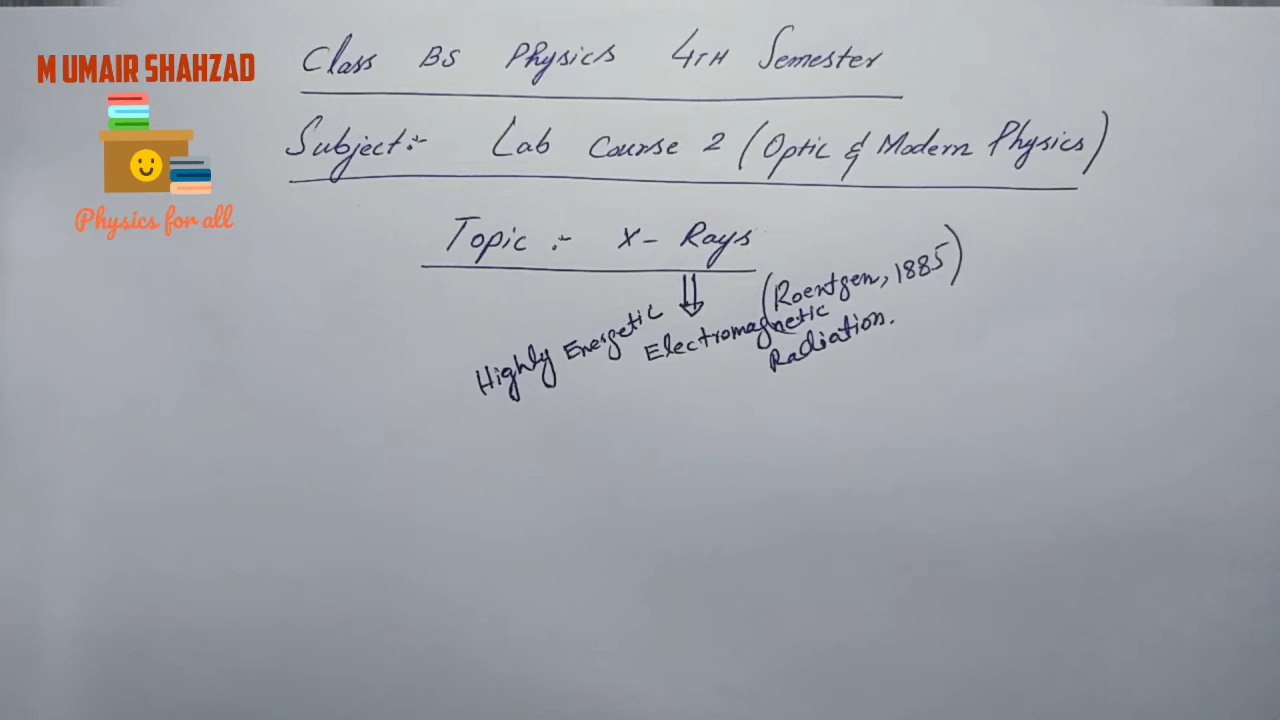 M UMAIR SHAHZAD
Physics for all
Class BS Physics 4TH Semester
Subject:- Lab Course 2 (Optic & Modern Physics)
Topic :- X-Rays
(Roentgen, 1885)
Highly Energetic Electromagnetic
Radiation.